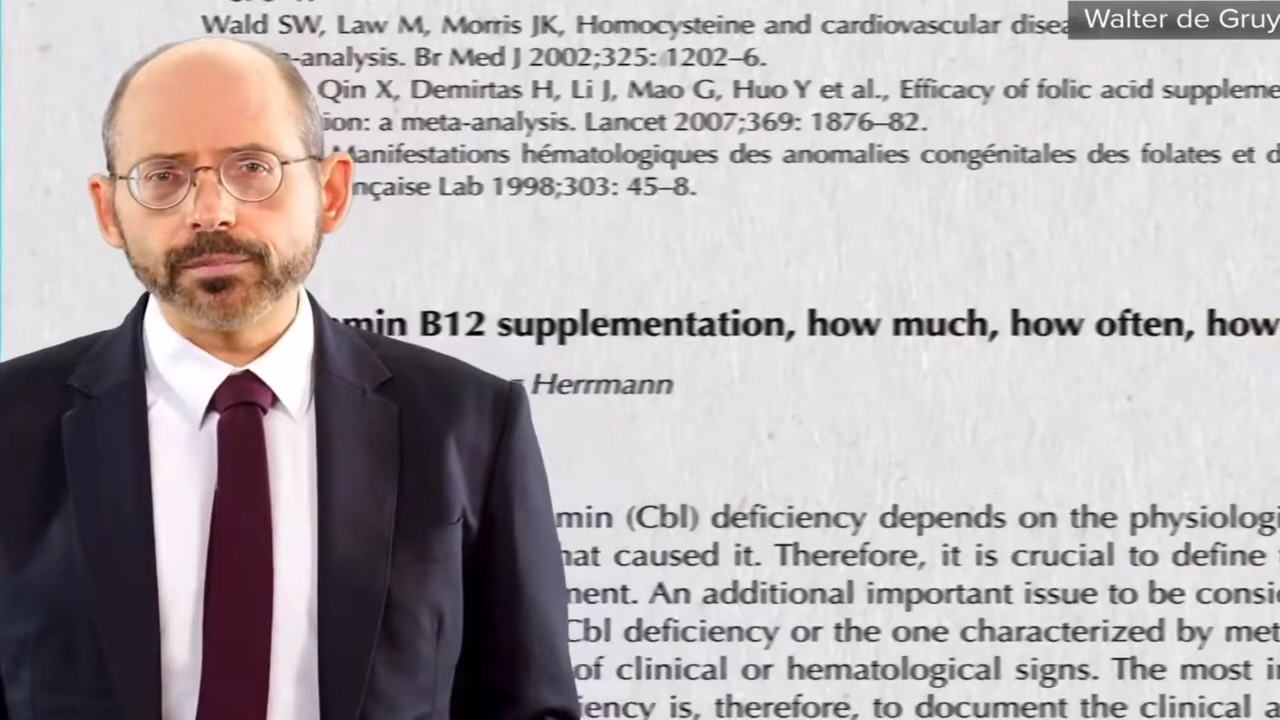 Walter de Gruy
Wald SW, Law M, Morris JK, Homocysteine and cardiovascular disea
-analysis. Br Med J 2002;325: 1202–6.
Qin X, Demirtas H, Li J, Mao G, Huo Y et al., Efficacy of folic acid suppleme
ion: a meta-analysis. Lancet 2007;369: 1876–82.
Manifestations hématologiques des anomalies congénitales des folates et d
nçaise Lab 1998;303: 45–8.
min B12 supplementation, how much, how often, how
Herrmann
min (Cbl) deficiency depends on the physiologi
hat caused it. Therefore, it is crucial to define
ment. An additional important issue to be consi
Cbl deficiency or the one characterized by met
of clinical or hematological signs. The most i
iency is, therefore, to document the clinical a